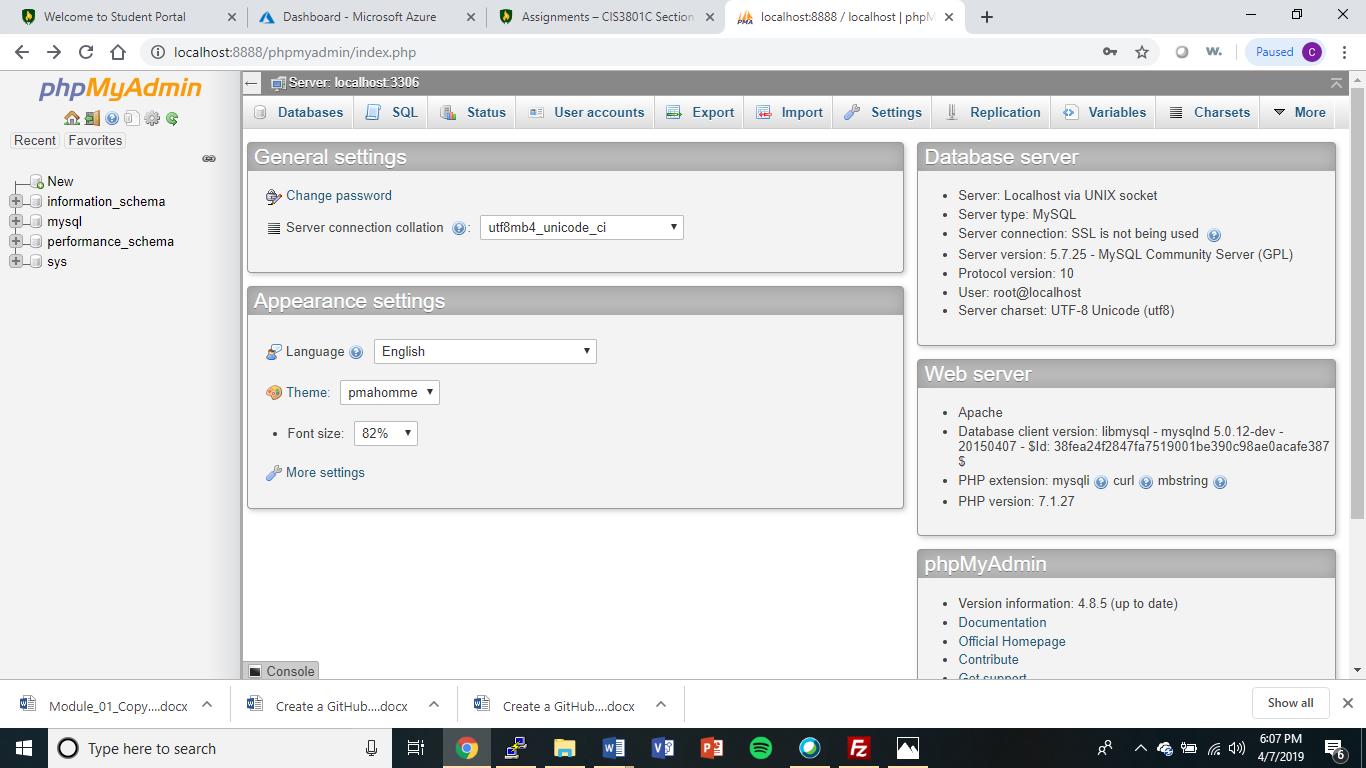 Welcome to Student Portal
Dashboard - Microsoft Azure
Assignments – CIS3801C Section
localhost:8888 / localhost | phpM
localhost:8888/phpmyadmin/index.php
w.
Paused
C
phpMyAdmin
Recent
Favorites
New
information_schema
mysql
performance_schema
sys
Server: localhost:3306
Databases
SQL
Status
User accounts
Export
Import
Settings
Replication
Variables
Charsets
More
General settings
Change password
Server connection collation
:
utf8mb4_unicode_ci
Appearance settings
Language
English
Theme:
pmahomme
Font size:
82%
More settings
Database server
Server: Localhost via UNIX socket
Server type: MySQL
Server connection: SSL is not being used
Server version: 5.7.25 - MySQL Community Server (GPL)
Protocol version: 10
User: root@localhost
Server charset: UTF-8 Unicode (utf8)
Web server
Apache
Database client version: libmysql - mysqlnd 5.0.12-dev -
20150407 - $Id: 38fea24f2847fa7519001be390c98ae0acafe387
$
PHP extension: mysqli curl mbstring
PHP version: 7.1.27
phpMyAdmin
Version information: 4.8.5 (up to date)
Documentation
Official Homepage
Contribute
Get support
Console
Module_01_Copy....docx
Create a GitHub....docx
Create a GitHub....docx
Show all
Type here to search
6:07 PM
4/7/2019
6